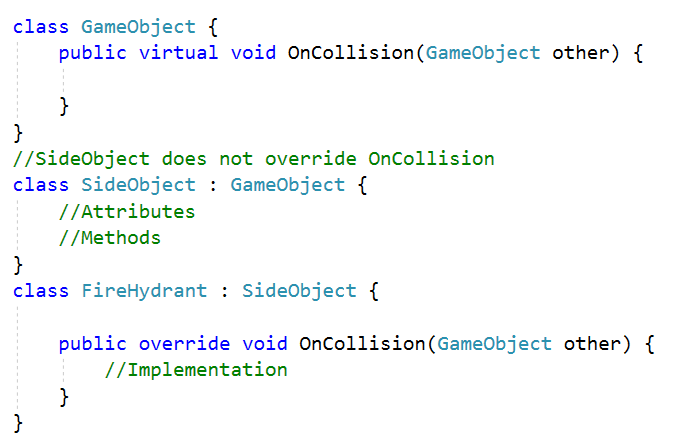 class GameObject {
    public virtual void OnCollision(GameObject other) {
    }
}
//SideObject does not override OnCollision
class SideObject : GameObject {
    //Attributes
    //Methods
}
class FireHydrant : SideObject {
    public override void OnCollision(GameObject other) {
        //Implementation
    }
}